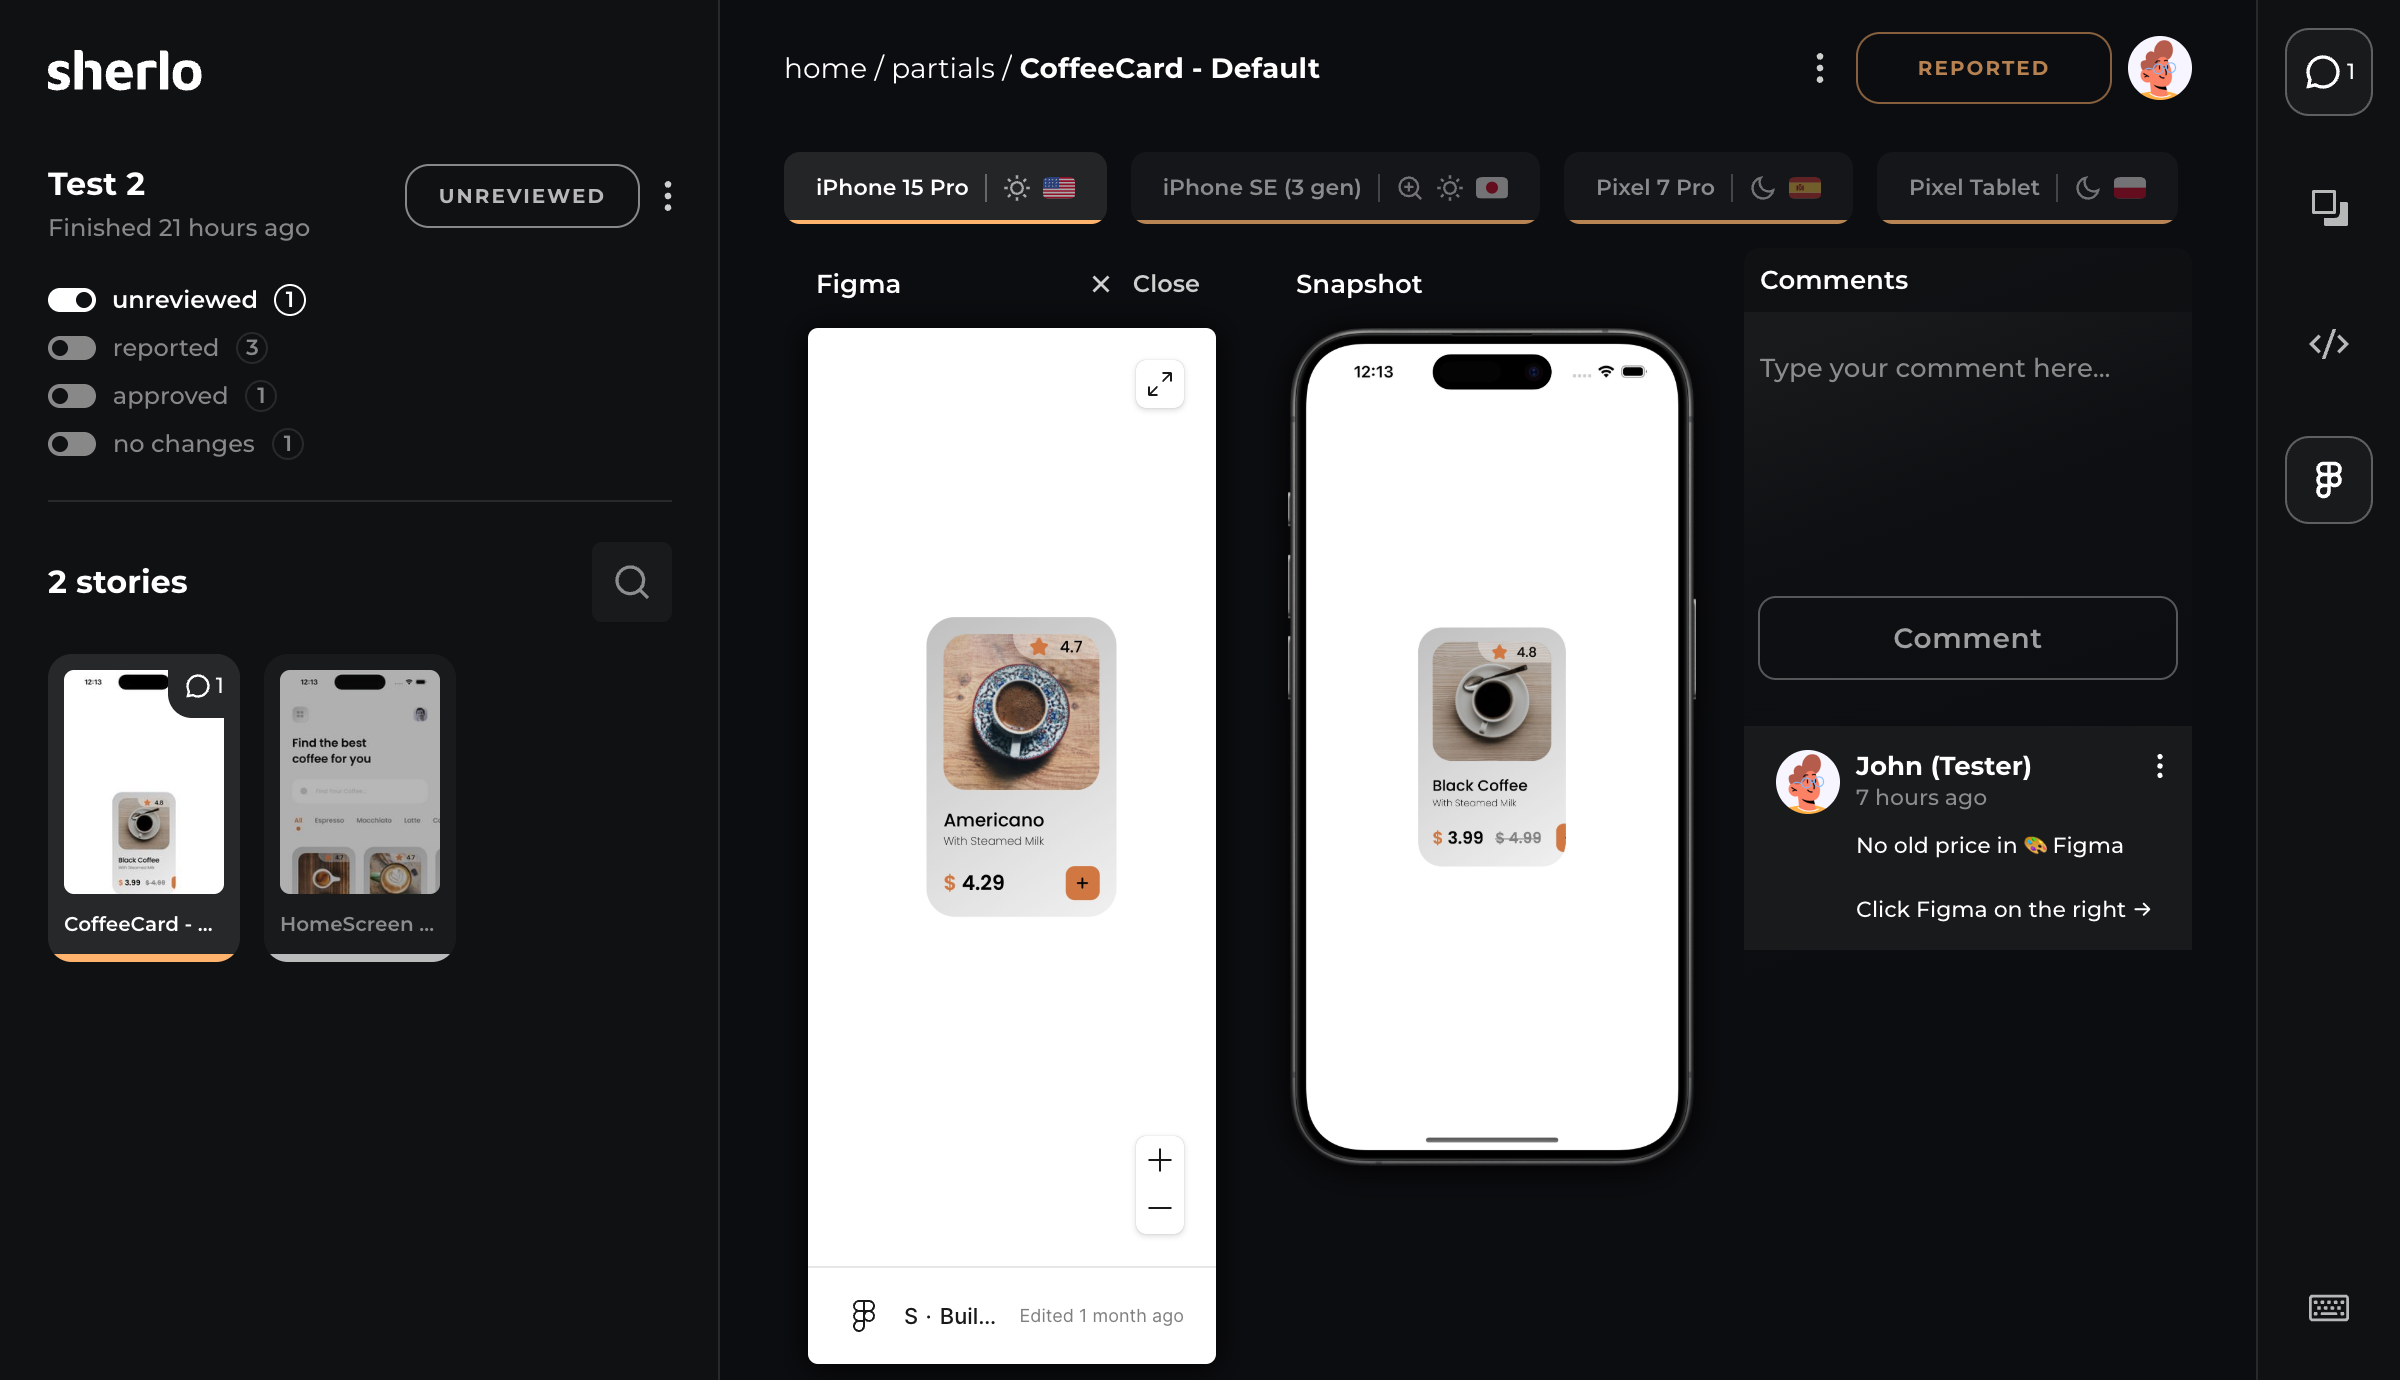 sherlo
Test 2
Finished 21 hours ago
UNREVIEWED
unreviewed 1
reported 3
approved 1
no changes 1
2 stories
12:13
1
4.8
Black Coffee
With Steamed Milk
$ 3.99 $ 4.99
CoffeeCard - ...
12:13
Find the best
coffee for you
Find Your Coffee...
All Espresso Macchiato Latte
4.7 4.7
HomeScreen ...
home / partials / CoffeeCard - Default
REPORTED
iPhone 15 Pro
iPhone SE (3 gen)
Pixel 7 Pro
Pixel Tablet
Figma
Close
4.7
Americano
With Steamed Milk
$ 4.29
+
S · Buil...
Edited 1 month ago
Snapshot
12:13
4.8
Black Coffee
With Steamed Milk
$ 3.99 $ 4.99
Comments
Type your comment here...
Comment
John (Tester)
7 hours ago
No old price in 🎨 Figma
Click Figma on the right →
1